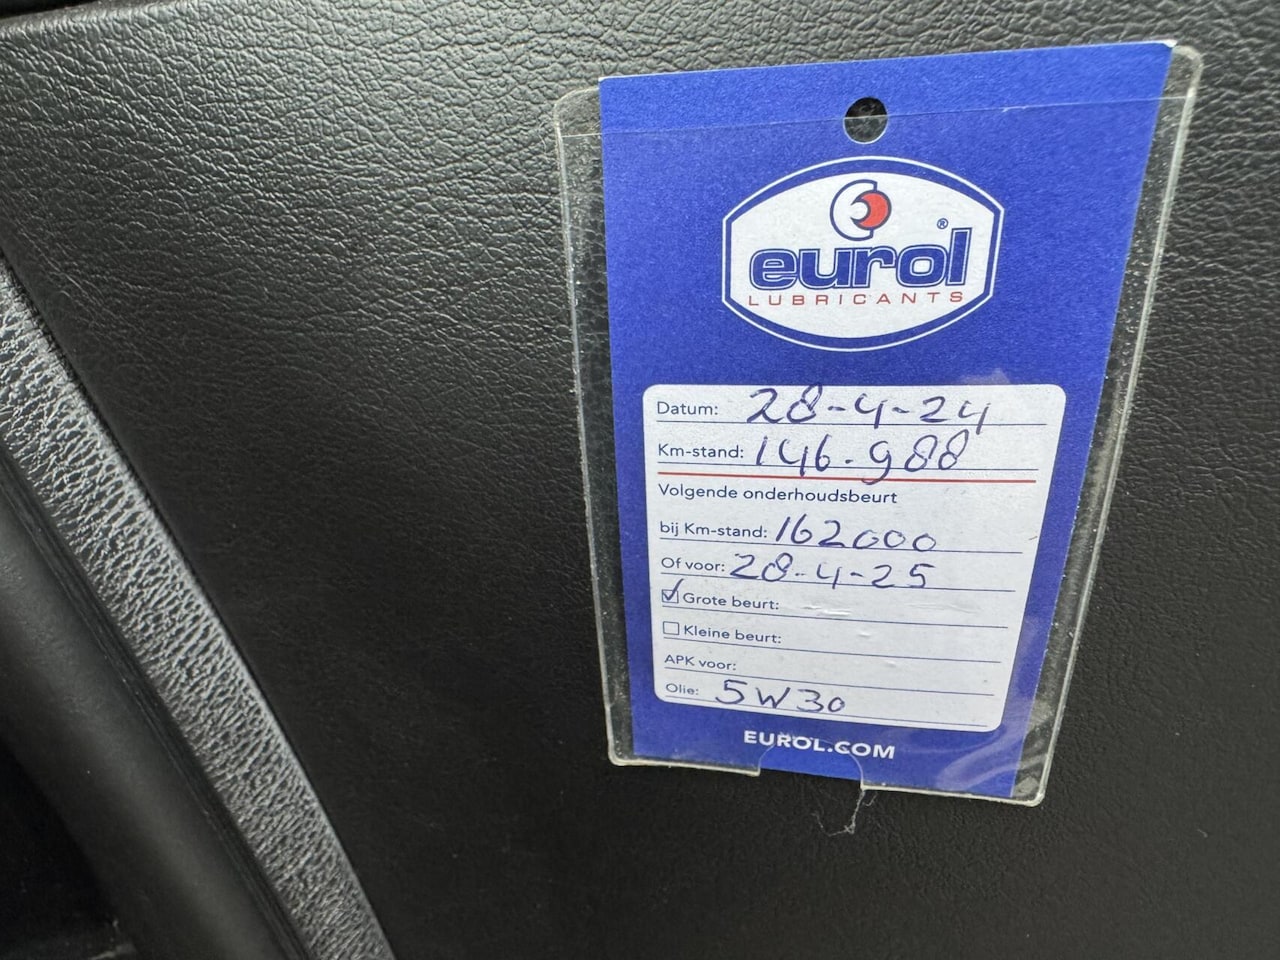 eurol®
LUBRICANTS
Datum: 28-4-24
Km-stand: 146.988
Volgende onderhoudsbeurt
bij Km-stand: 162000
Of voor: 28-4-25
☑ Grote beurt:
☐ Kleine beurt:
APK voor:
Olie: 5W30
EUROL.COM